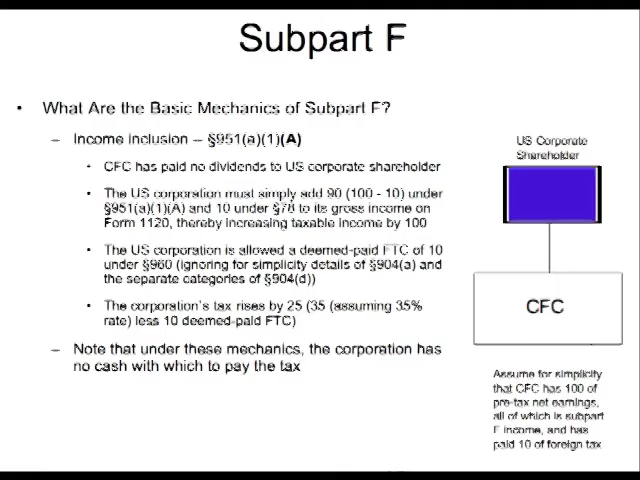 Subpart F
• What Are the Basic Mechanics of Subpart F?
– Income inclusion – §951(a)(1)(A)
• CFC has paid no dividends to US corporate shareholder
• The US corporation must simply add 90 (100 - 10) under
§951(a)(1)(A) and 10 under §78 to its gross income on
Form 1120, thereby increasing taxable income by 100
• The US corporation is allowed a deemed-paid FTC of 10
under §960 (ignoring for simplicity details of §904(a) and
the separate categories of §904(d))
• The corporation's tax rises by 25 (35 (assuming 35%
rate) less 10 deemed-paid FTC)
– Note that under these mechanics, the corporation has
no cash with which to pay the tax
US Corporate
Shareholder
CFC
Assume for simplicity
that CFC has 100 of
pre-tax net earnings,
all of which is subpart
F income, and has
paid 10 of foreign tax